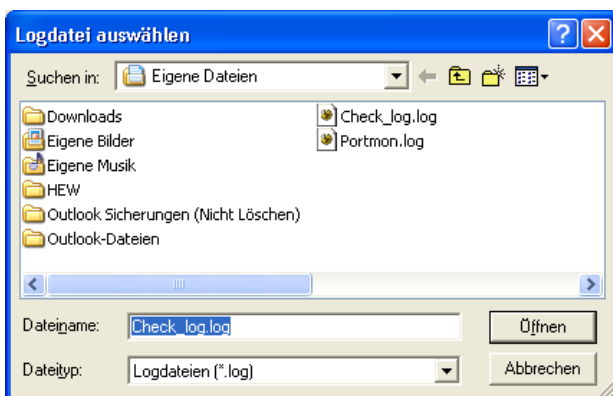 Logdatei auswählen
Suchen in: Eigene Dateien
Downloads
Eigene Bilder
Eigene Musik
HEW
Outlook Sicherungen (Nicht Löschen)
Outlook-Dateien
Check_log.log
Portmon.log
Dateiname: Check_log.log Öffnen
Dateityp: Logdateien (*.log) Abbrechen